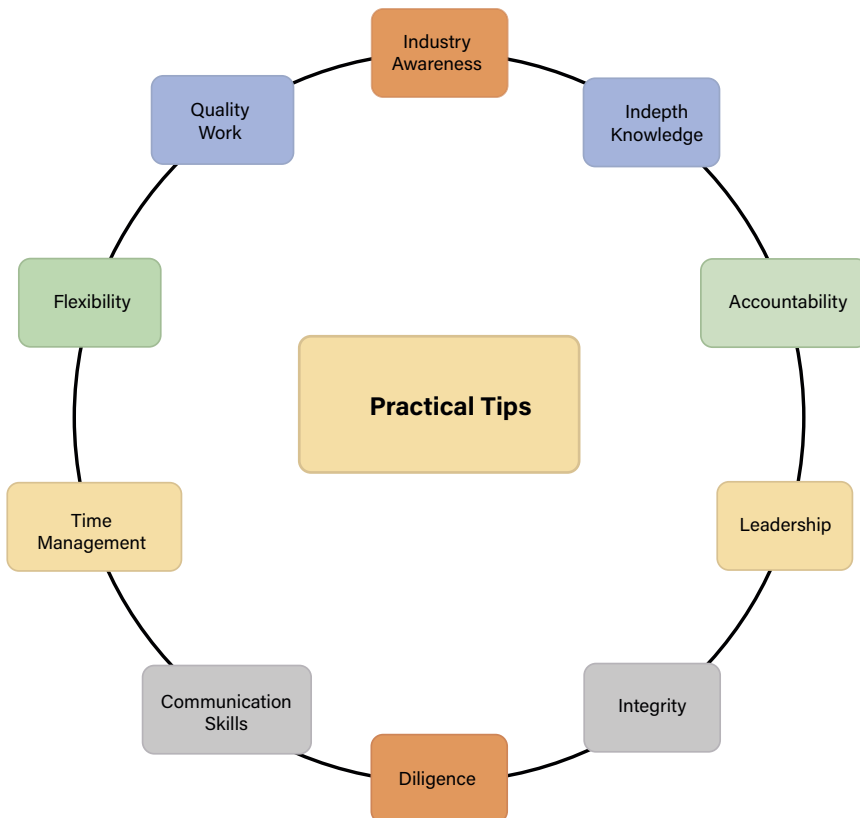 Industry
Awareness
Quality
Work
Indepth
Knowledge
Flexibility
Accountability
Practical Tips
Time
Management
Leadership
Communication
Skills
Integrity
Diligence